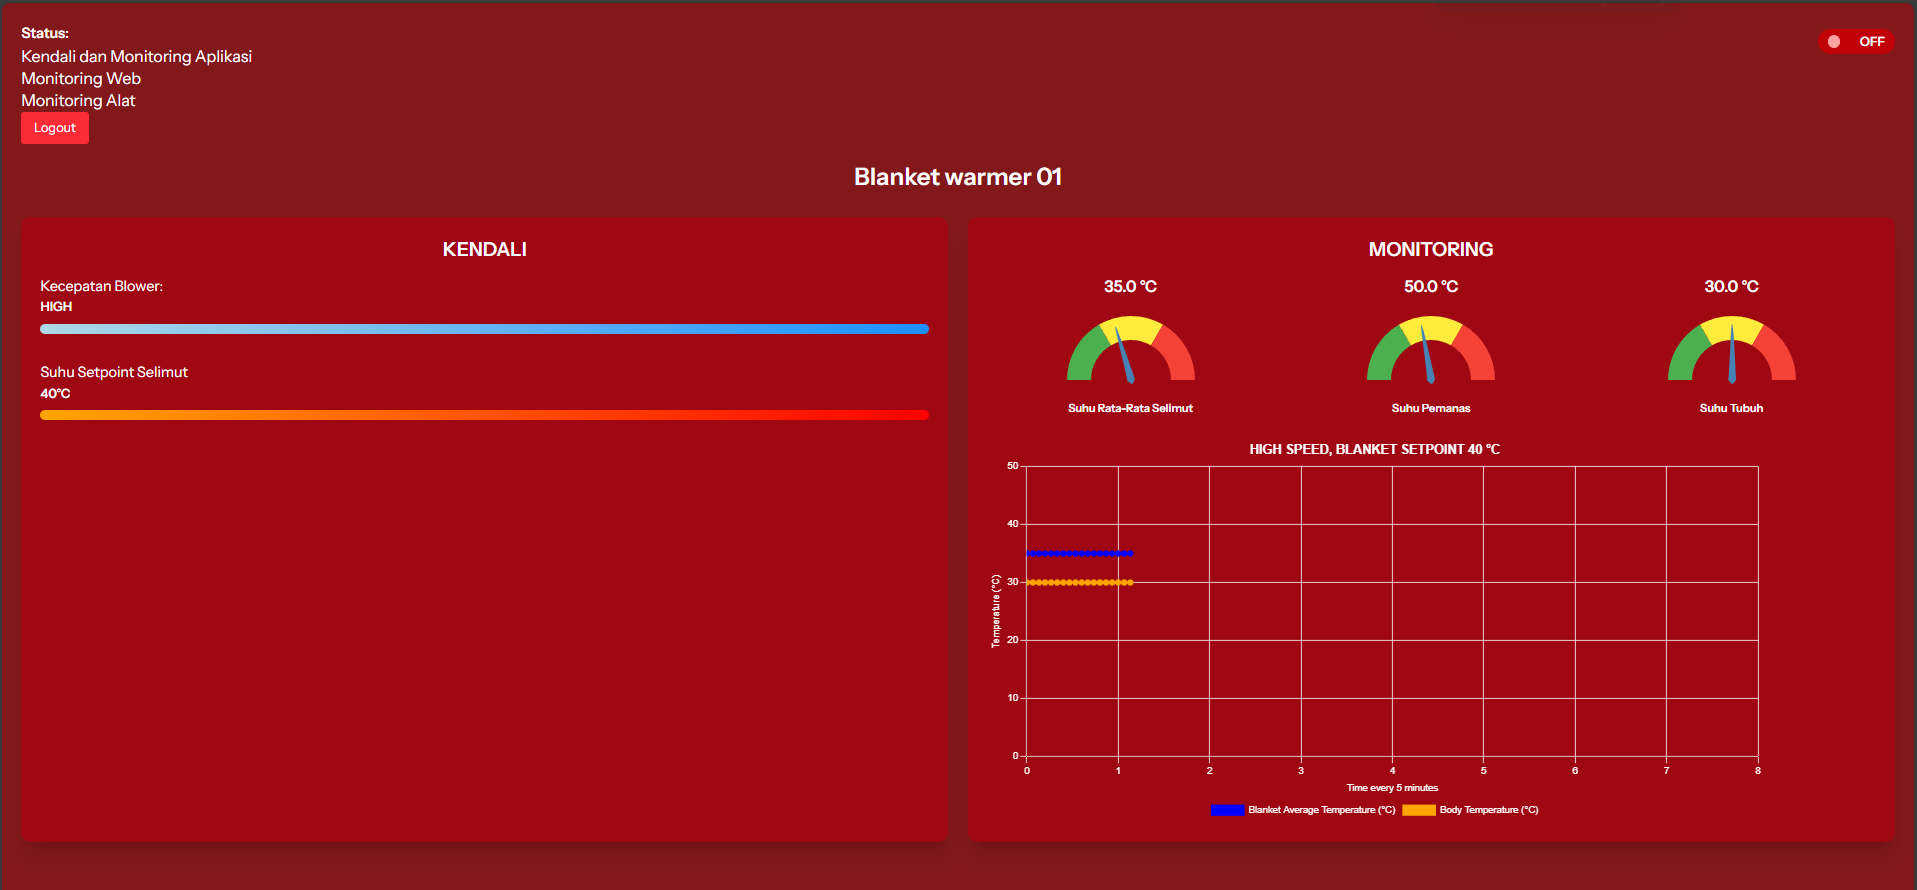 Status:
Kendali dan Monitoring Aplikasi
Monitoring Web
Monitoring Alat
Logout
OFF
Blanket warmer 01
KENDALI
Kecepatan Blower:
HIGH
Suhu Setpoint Selimut
40°C
MONITORING
35.0 °C
50.0 °C
30.0 °C
Suhu Rata-Rata Selimut
Suhu Pemanas
Suhu Tubuh
HIGH SPEED, BLANKET SETPOINT 40 °C
Temperature (°C)
50
40
30
20
10
0
0 1 2 3 4 5 6 7 8
Time every 5 minutes
Blanket Average Temperature (°C) Body Temperature (°C)